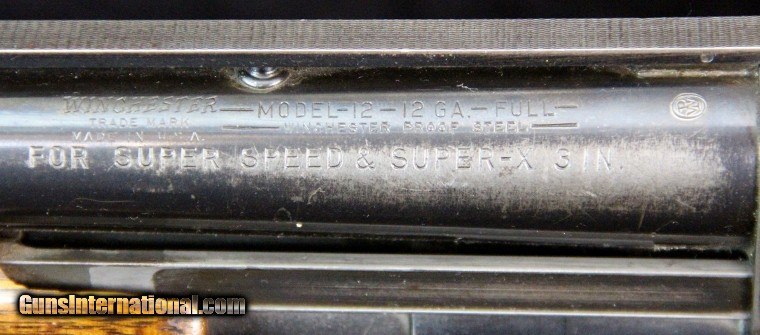 WINCHESTER —MODEL-12-12 GA.-FULL—
TRADE MARK —WINCHESTER PROOF STEEL—
MADE IN U.S.A.
FOR SUPER SPEED & SUPER-X 3 IN.
GunsInternational.com